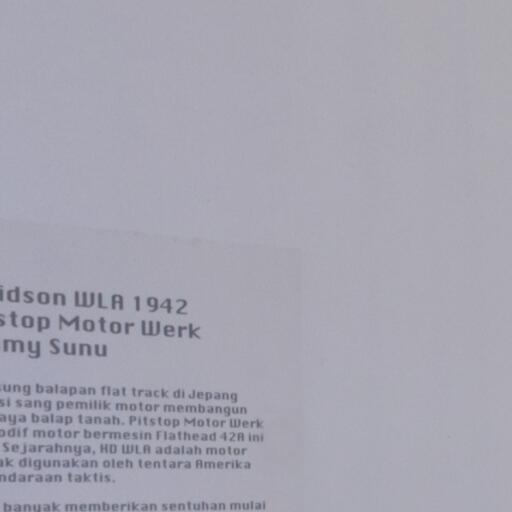 idson WLA 1942
stop Motor Werk
my Sunu
sung balapan flat track di Jepang
si sang pemilik motor membangun
aya balap tanah. Pitstop Motor Werk
odif motor bermesin Flathead 42A ini
Sejarahnya, HD WLA adalah motor
ak digunakan oleh tentara Amerika
ndaraan taktis.
banyak memberikan sentuhan mulai